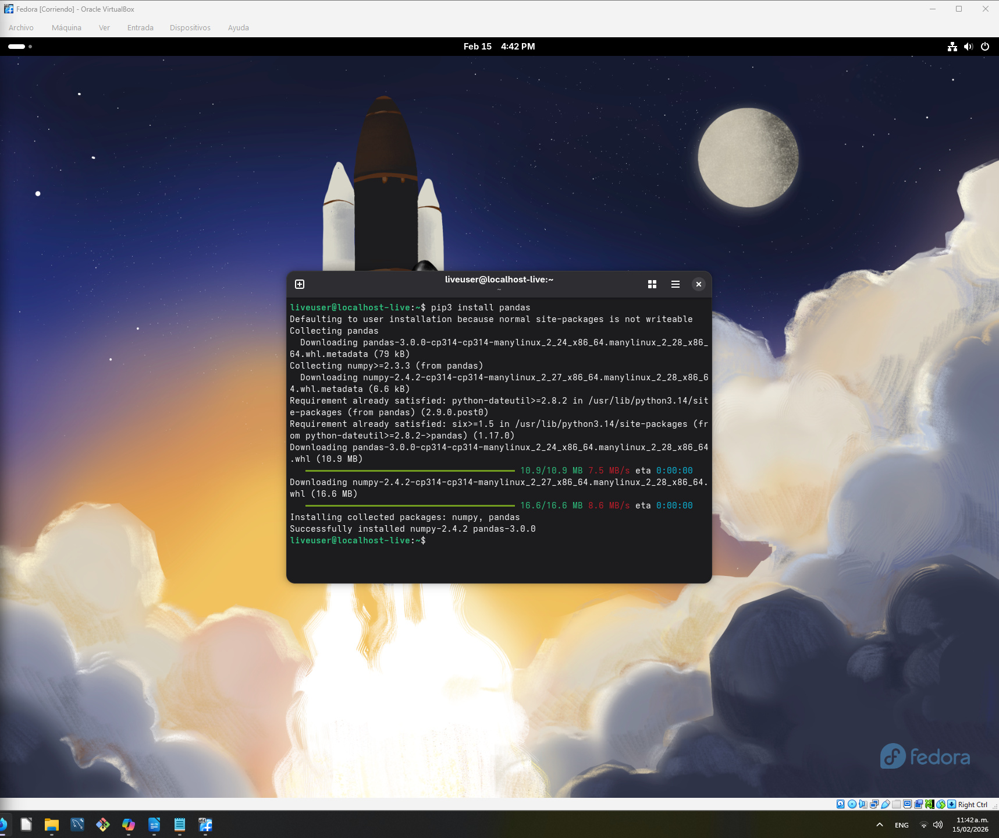 Fedora [Corriendo] - Oracle VirtualBox
Archivo Máquina Ver Entrada Dispositivos Ayuda
Feb 15 4:42 PM
liveuser@localhost-live:~
~
liveuser@localhost-live:~$ pip3 install pandas
Defaulting to user installation because normal site-packages is not writeable
Collecting pandas
  Downloading pandas-3.0.0-cp314-cp314-manylinux_2_24_x86_64.manylinux_2_28_x86_
64.whl.metadata (79 kB)
Collecting numpy>=2.3.3 (from pandas)
  Downloading numpy-2.4.2-cp314-cp314-manylinux_2_27_x86_64.manylinux_2_28_x86_6
4.whl.metadata (6.6 kB)
Requirement already satisfied: python-dateutil>=2.8.2 in /usr/lib/python3.14/sit
e-packages (from pandas) (2.9.0.post0)
Requirement already satisfied: six>=1.5 in /usr/lib/python3.14/site-packages (fr
om python-dateutil>=2.8.2->pandas) (1.17.0)
Downloading pandas-3.0.0-cp314-cp314-manylinux_2_24_x86_64.manylinux_2_28_x86_64
.whl (10.9 MB)
10.9/10.9 MB 7.5 MB/s eta 0:00:00
Downloading numpy-2.4.2-cp314-cp314-manylinux_2_27_x86_64.manylinux_2_28_x86_64.
whl (16.6 MB)
16.6/16.6 MB 8.6 MB/s eta 0:00:00
Installing collected packages: numpy, pandas
Successfully installed numpy-2.4.2 pandas-3.0.0
liveuser@localhost-live:~$
fedora
Right Ctrl
x64
ENG
11:42 a. m.
15/02/2026